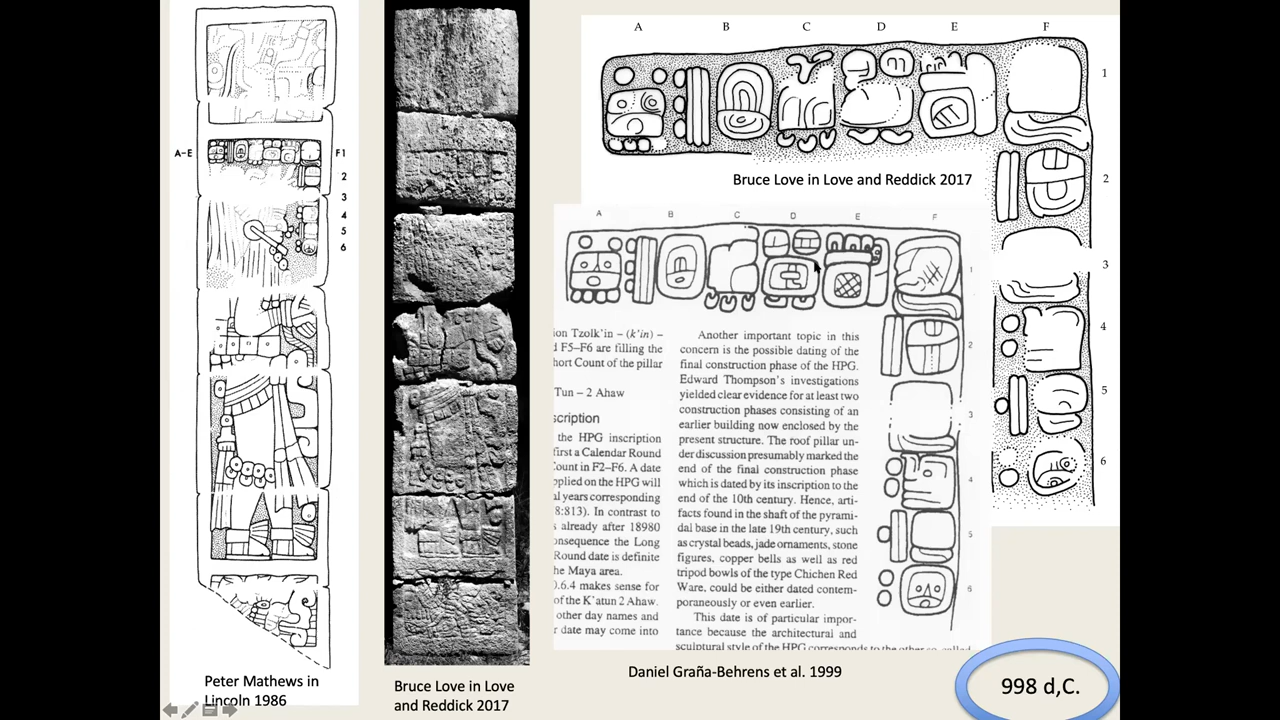 A-E
F1
2
3
4
5
6
Peter Mathews in
Lincoln 1986
Bruce Love in Love
and Reddick 2017
A B C D E F
1
2
3
4
5
6
Bruce Love in Love and Reddick 2017
A B C D E F
1
2
3
4
5
6
ion Tzolk'in – (k'in) –
F5–F6 are filling the
hort Count of the pillar
Tun – 2 Ahaw
scription
the HPG inscription
first a Calendar Round
Count in F2–F6. A date
pplied on the HPG will
al years corresponding
8:813). In contrast to
s already after 18980
onsequence the Long
Round date is definite
he Maya area.
0.6.4 makes sense for
of the K'atun 2 Ahaw.
other day names and
r date may come into
Another important topic in this
concern is the possible dating of the
final construction phase of the HPG.
Edward Thompson's investigations
yielded clear evidence for at least two
construction phases consisting of an
earlier building now enclosed by the
present structure. The roof pillar un-
der discussion presumably marked the
end of the final construction phase
which is dated by its inscription to the
end of the 10th century. Hence, arti-
facts found in the shaft of the pyrami-
dal base in the late 19th century, such
as crystal beads, jade ornaments, stone
figures, copper bells as well as red
tripod bowls of the type Chichen Red
Ware, could be either dated contem-
poraneously or even earlier.
This date is of particular impor-
tance because the architectural and
sculptural style of the HPG corresponds to the other so-called
Daniel Graña-Behrens et al. 1999
998 d,C.